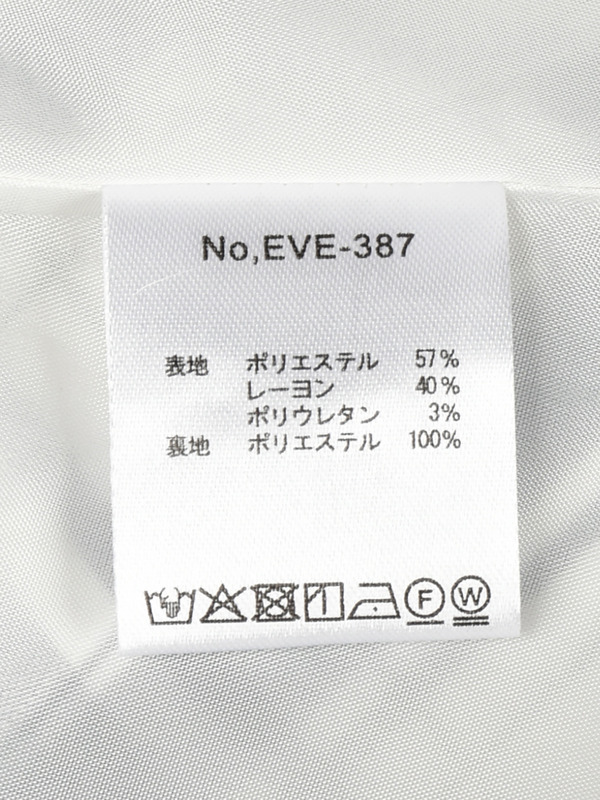 No,EVE-387
表地 ポリエステル 57%
レーヨン 40%
ポリウレタン 3%
裏地 ポリエステル 100%
F W